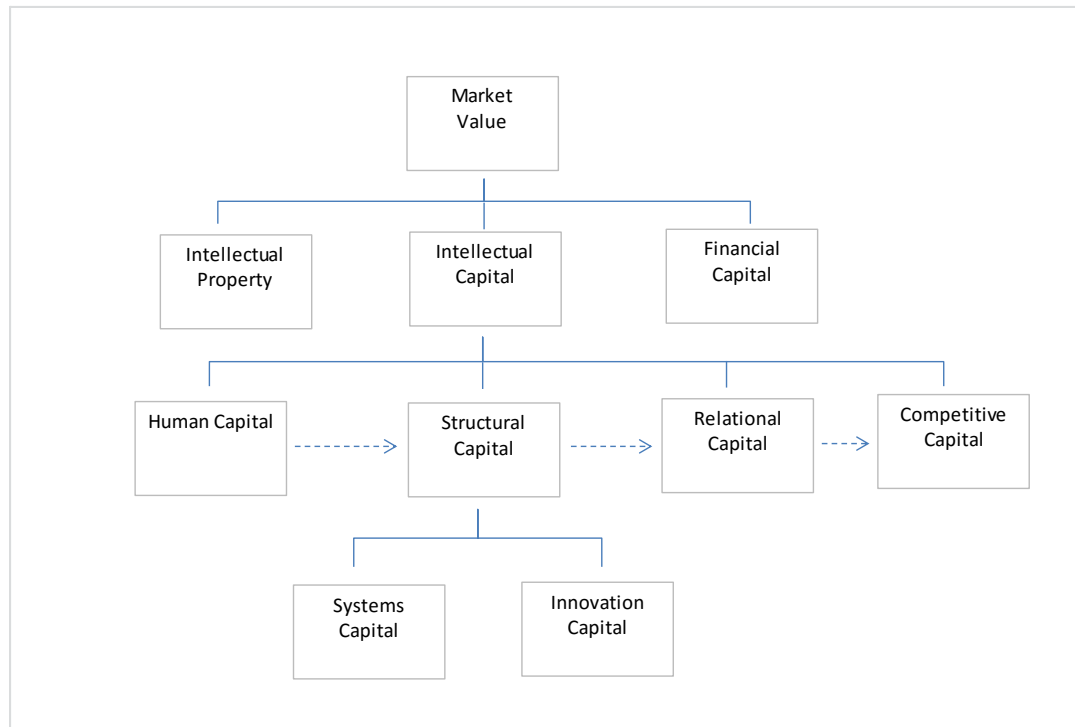 Market
Value
Intellectual
Property
Intellectual
Capital
Financial
Capital
Human Capital
Structural
Capital
Relational
Capital
Competitive
Capital
Systems
Capital
Innovation
Capital